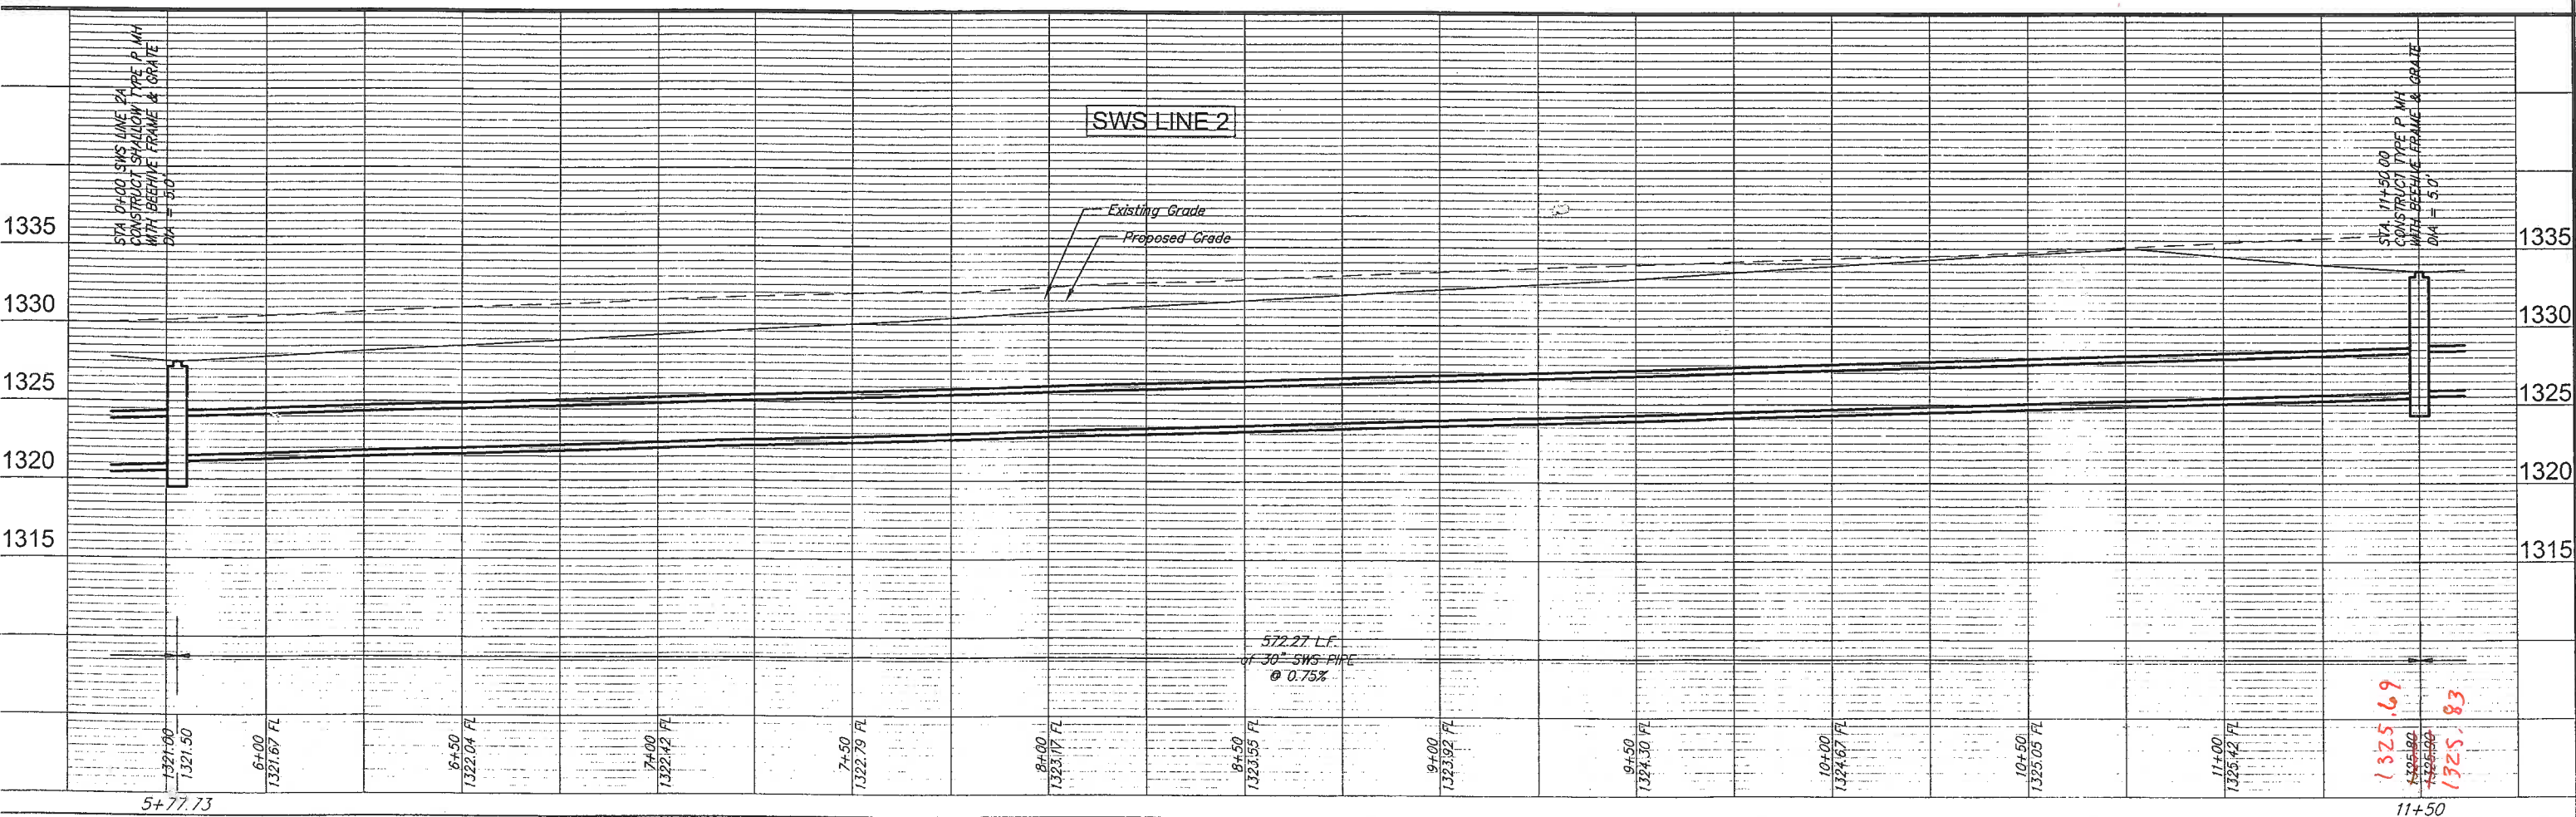 STA 0+00 SWS LINE 2A
CONSTRUCT SHALLOW TYPE P MH
WITH BEEHIVE FRAME & GRATE
DIA = 5.0'
SWS LINE 2
STA. 11+50.00
CONSTRUCT TYPE P MH
WITH BEEHIVE FRAME & GRATE
DIA = 5.0'
Existing Grade
Proposed Grade
1335
1330
1325
1320
1315
1335
1330
1325
1320
1315
572.27 L.F.
of 30" SWS PIPE
@ 0.75%
1321.00
1321.50
6+00
1321.67 FL
6+50
1322.04 FL
7+00
1322.42 FL
7+50
1322.79 FL
8+00
1323.17 FL
8+50
1323.55 FL
9+00
1323.92 FL
9+50
1324.30 FL
10+00
1324.67 FL
10+50
1325.05 FL
11+00
1325.42 FL
1325.69
1325.80
1325.90
1325.83
5+77.73
11+50